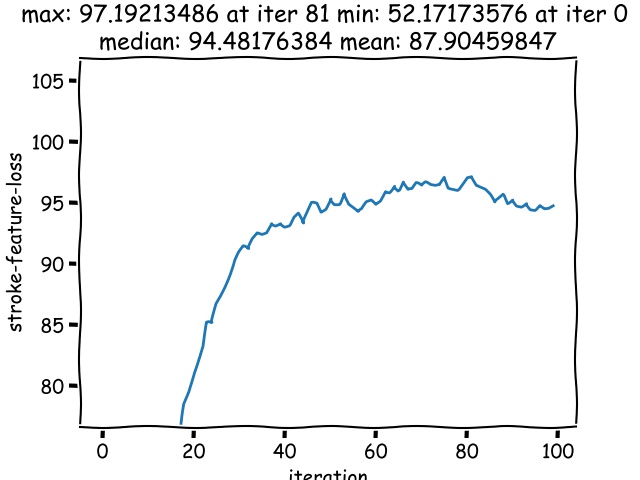 max: 97.19213486 at iter 81 min: 52.17173576 at iter 0
median: 94.48176384 mean: 87.90459847
105
100
95
90
85
80
stroke-feature-loss
0 20 40 60 80 100
iteration